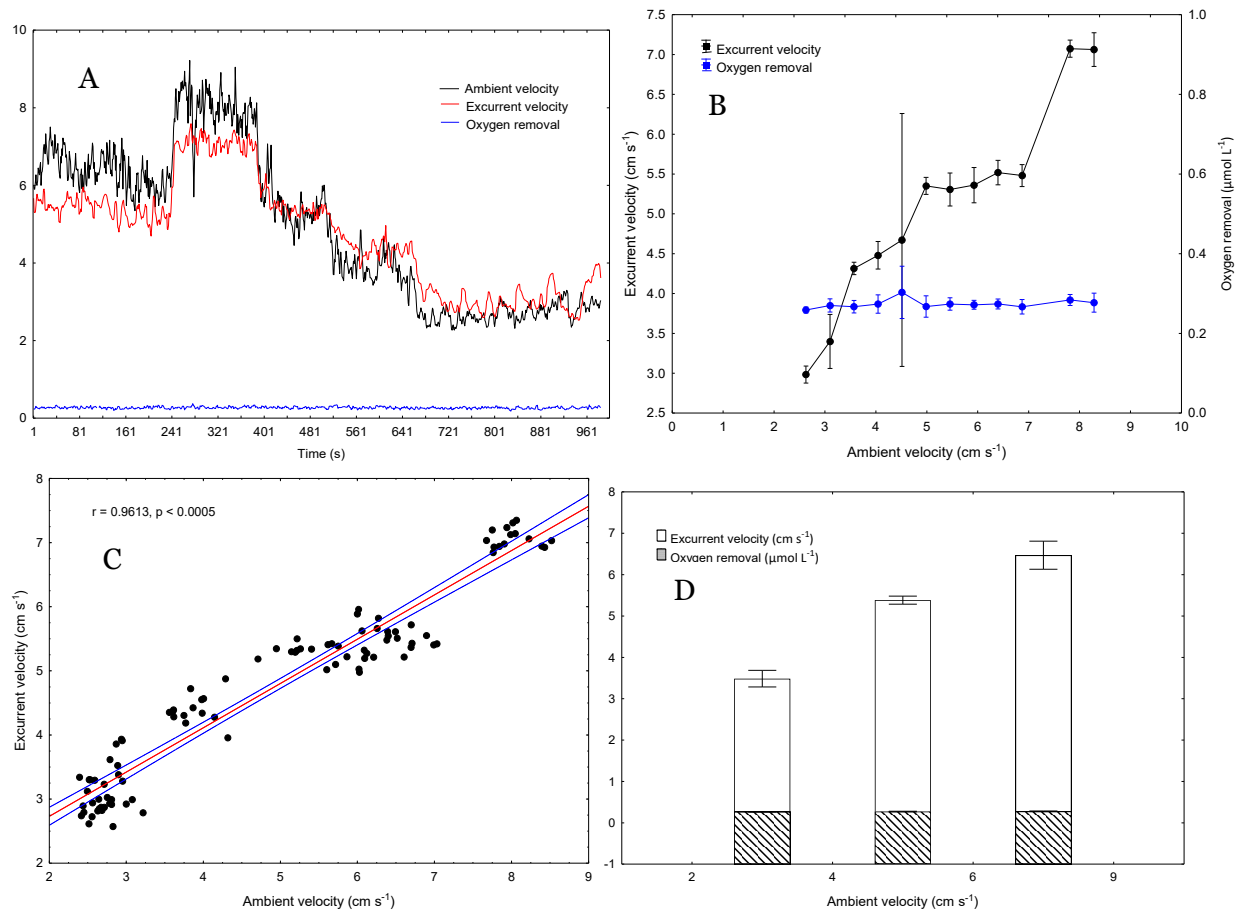 A
Ambient velocity
Excurrent velocity
Oxygen removal
10
8
6
4
2
0
1 81 161 241 321 401 481 561 641 721 801 881 961
Time (s)
B
Excurrent velocity
Oxygen removal
Excurrent velocity (cm s⁻¹)
7.5
7.0
6.5
6.0
5.5
5.0
4.5
4.0
3.5
3.0
2.5
1.0
0.8
0.6
0.4
0.2
0.0
Oxygen removal (μmol L⁻¹)
0 1 2 3 4 5 6 7 8 9 10
Ambient velocity (cm s⁻¹)
r = 0.9613, p < 0.0005
C
Excurrent velocity (cm s⁻¹)
8
7
6
5
4
3
2
2 3 4 5 6 7 8 9
Ambient velocity (cm s⁻¹)
Excurrent velocity (cm s⁻¹)
Oxygen removal (μmol L⁻¹)
D
8
7
6
5
4
3
2
1
0
-1
2 4 6 9
Ambient velocity (cm s⁻¹)